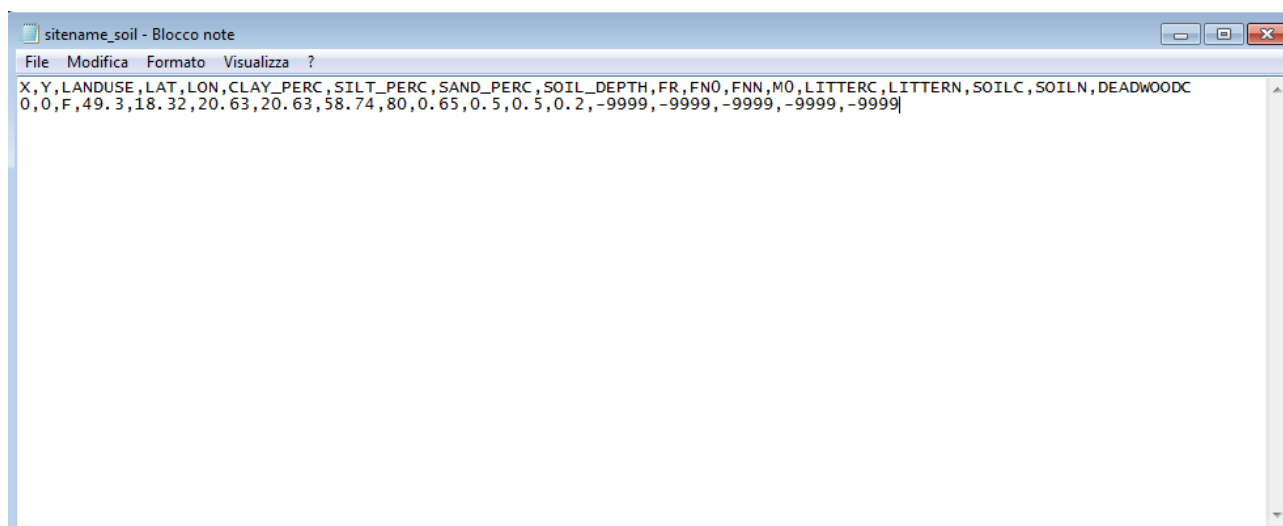 sitename_soil - Blocco note
File Modifica Formato Visualizza ?
X,Y,LANDUSE,LAT,LON,CLAY_PERC,SILT_PERC,SAND_PERC,SOIL_DEPTH,FR,FN0,FNN,M0,LITTERC,LITTERN,SOILC,SOILN,DEADWOODC
0,0,F,49.3,18.32,20.63,20.63,58.74,80,0.65,0.5,0.5,0.2,-9999,-9999,-9999,-9999,-9999